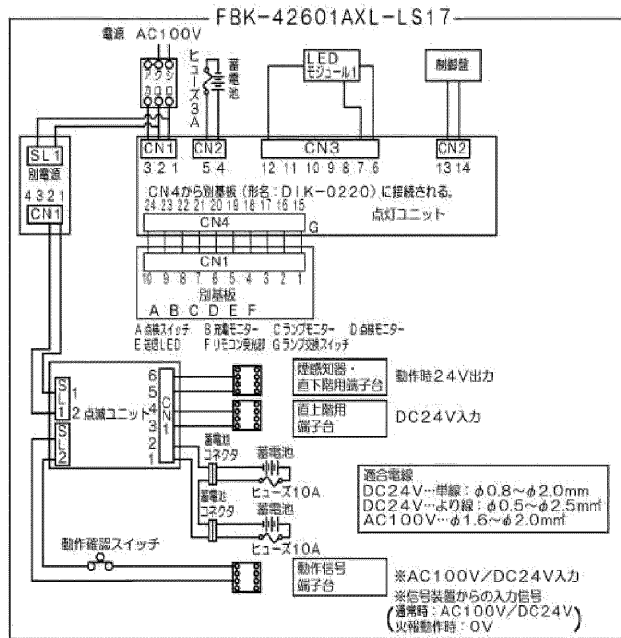 FBK-42601AXL-LS17
電源 AC100V
アクシ
カロロ
ヒューズ3A
蓄電池
LED
モジュール1
制御盤
SL1
別電源
4 3 2 1
CN1
CN1
3 2 1
CN2
5 4
CN3
12 11 10 9 8 7 6
CN2
13 14
CN4から別基板(形名:DIK-0220)に接続される。
24 23 22 21 20 19 18 17 16 15
CN4
G
点灯ユニット
CN1
10 9 8 7 6 5 4 3 2 1
別基板
A B C D E F
A 点検スイッチ B 充電モニター C ランプモニター D 点検モニター
E 送信LED F リモコン受光部 G ランプ交換スイッチ
SL1
1
2
点滅ユニット
SL2
CN1
6
5
4
3
2
1
煙感知器・
直下階用端子台
動作時24V出力
直上階用
端子台
DC24V入力
蓄電池
コネクタ
蓄電池
ヒューズ10A
蓄電池
コネクタ
蓄電池
ヒューズ10A
適合電線
DC24V…単線:φ0.8~φ2.0mm
DC24V…より線:φ0.5~φ2.5mm²
AC100V…φ1.6~φ2.0mm²
動作確認スイッチ
動作信号
端子台
※AC100V/DC24V入力
※信号装置からの入力信号
(通常時:AC100V/DC24V
火報動作時:0V)